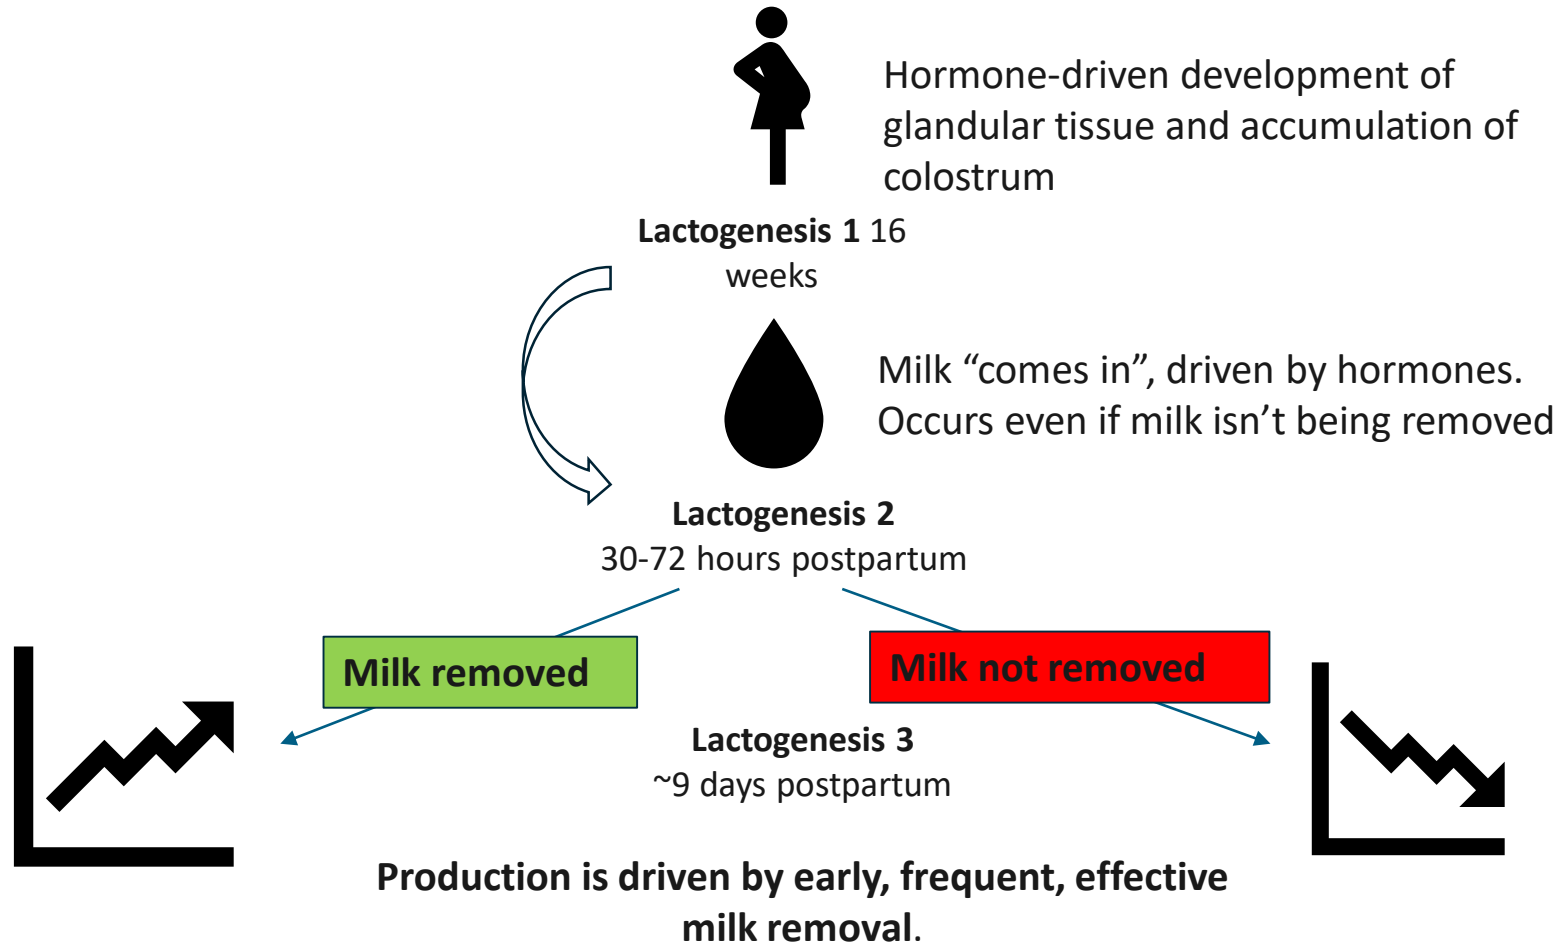 Hormone-driven development of
glandular tissue and accumulation of
colostrum
Lactogenesis 1 16
weeks
Milk “comes in”, driven by hormones.
Occurs even if milk isn’t being removed
Lactogenesis 2
30-72 hours postpartum
Milk removed
Milk not removed
Lactogenesis 3
~9 days postpartum
Production is driven by early, frequent, effective
milk removal.